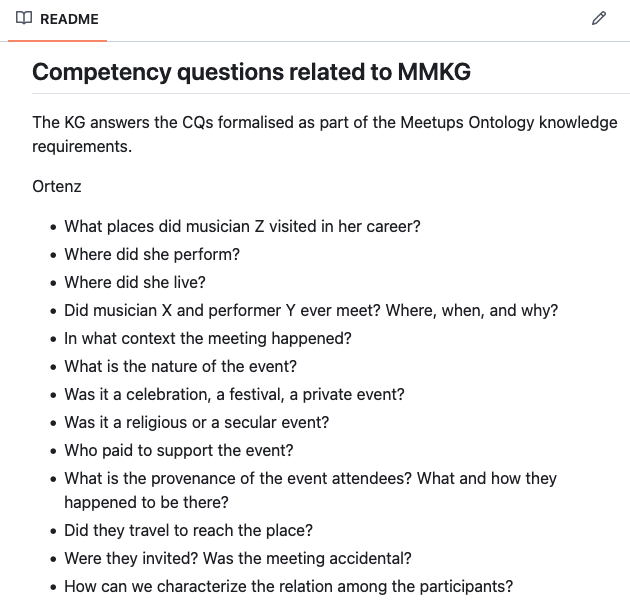 README
Competency questions related to MMKG
The KG answers the CQs formalised as part of the Meetups Ontology knowledge
requirements.
Ortenz
• What places did musician Z visited in her career?
• Where did she perform?
• Where did she live?
• Did musician X and performer Y ever meet? Where, when, and why?
• In what context the meeting happened?
• What is the nature of the event?
• Was it a celebration, a festival, a private event?
• Was it a religious or a secular event?
• Who paid to support the event?
• What is the provenance of the event attendees? What and how they
happened to be there?
• Did they travel to reach the place?
• Were they invited? Was the meeting accidental?
• How can we characterize the relation among the participants?